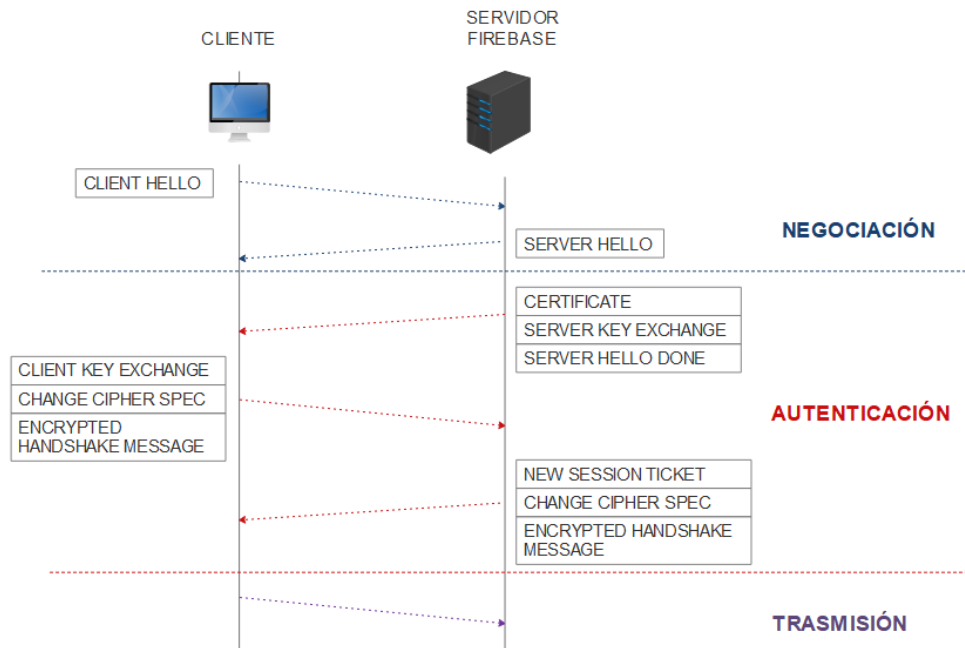 CLIENTE
SERVIDOR
FIREBASE
CLIENT HELLO
NEGOCIACIÓN
SERVER HELLO
CERTIFICATE
SERVER KEY EXCHANGE
SERVER HELLO DONE
CLIENT KEY EXCHANGE
CHANGE CIPHER SPEC
ENCRYPTED
HANDSHAKE MESSAGE
AUTENTICACIÓN
NEW SESSION TICKET
CHANGE CIPHER SPEC
ENCRYPTED HANDSHAKE
MESSAGE
TRASMISIÓN